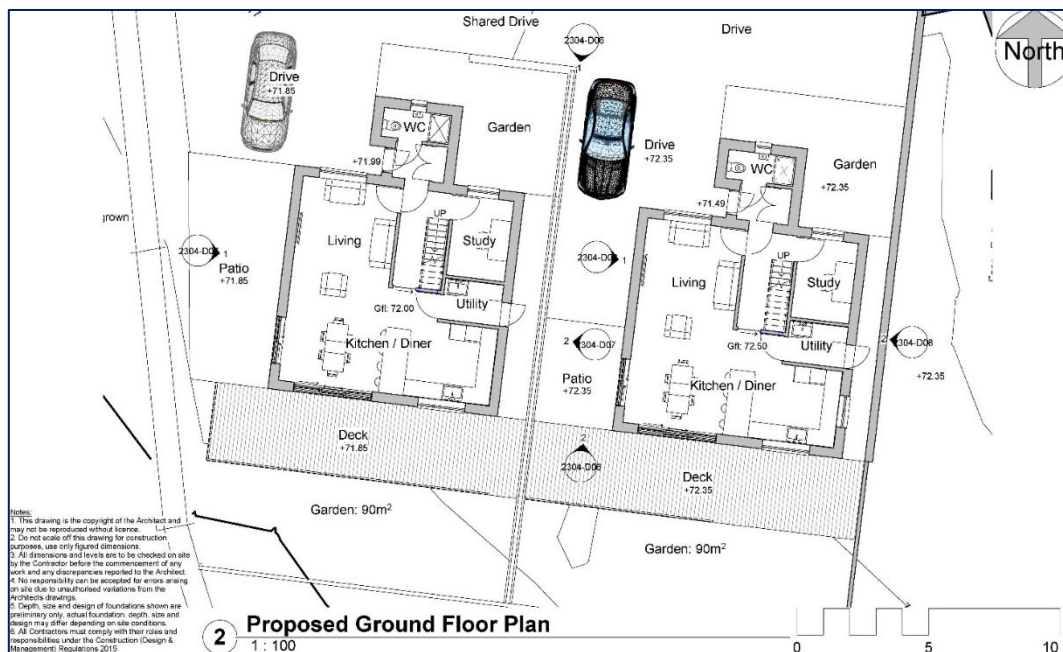 Shared Drive
2304-D06
1
Drive
North
Drive
+71.85
WC
Garden
Drive
+72.35
WC
Garden
+72.35
+71.99
+71.49
UP
Living
Study
2304-D05
1
Patio
+71.85
Utility
Gfl: 72.00
Kitchen / Diner
2304-D05
1
UP
Living
Study
2
2304-D07
Gfl: 72.50
Utility
2
2304-D08
Patio
+72.35
Kitchen / Diner
+72.35
Deck
+71.85
2
2304-D06
Deck
+72.35
Garden: 90m²
Garden: 90m²
Notes:
1. This drawing is the copyright of the Architect and
may not be reproduced without licence.
2. Do not scale off this drawing for construction
purposes, use only figured dimensions.
3. All dimensions and levels are to be checked on site
by the Contractor before the commencement of any
work and any discrepancies reported to the Architect.
4. No responsibility can be accepted for errors arising
on site due to unauthorised variations from the
Architects drawings.
5. Depth, size and design of foundations shown are
preliminary only, actual foundation, depth, size and
design may differ depending on site conditions.
6. All Contractors must comply with their roles and
responsibilities under the Construction (Design &
Management) Regulations 2015
2
Proposed Ground Floor Plan
1 : 100
0
5
10